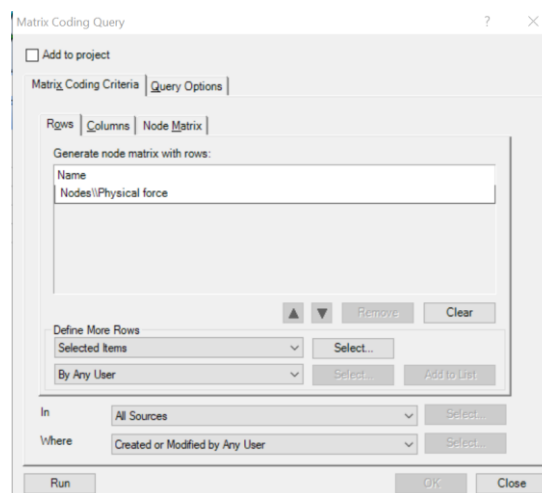 Matrix Coding Query ? ×
Add to project
Matrix Coding Criteria Query Options
Rows Columns Node Matrix
Generate node matrix with rows:
Name
Nodes\\Physical force
Remove Clear
Define More Rows
Selected Items Select...
By Any User Select... Add to List
In All Sources Select...
Where Created or Modified by Any User Select...
Run OK Close